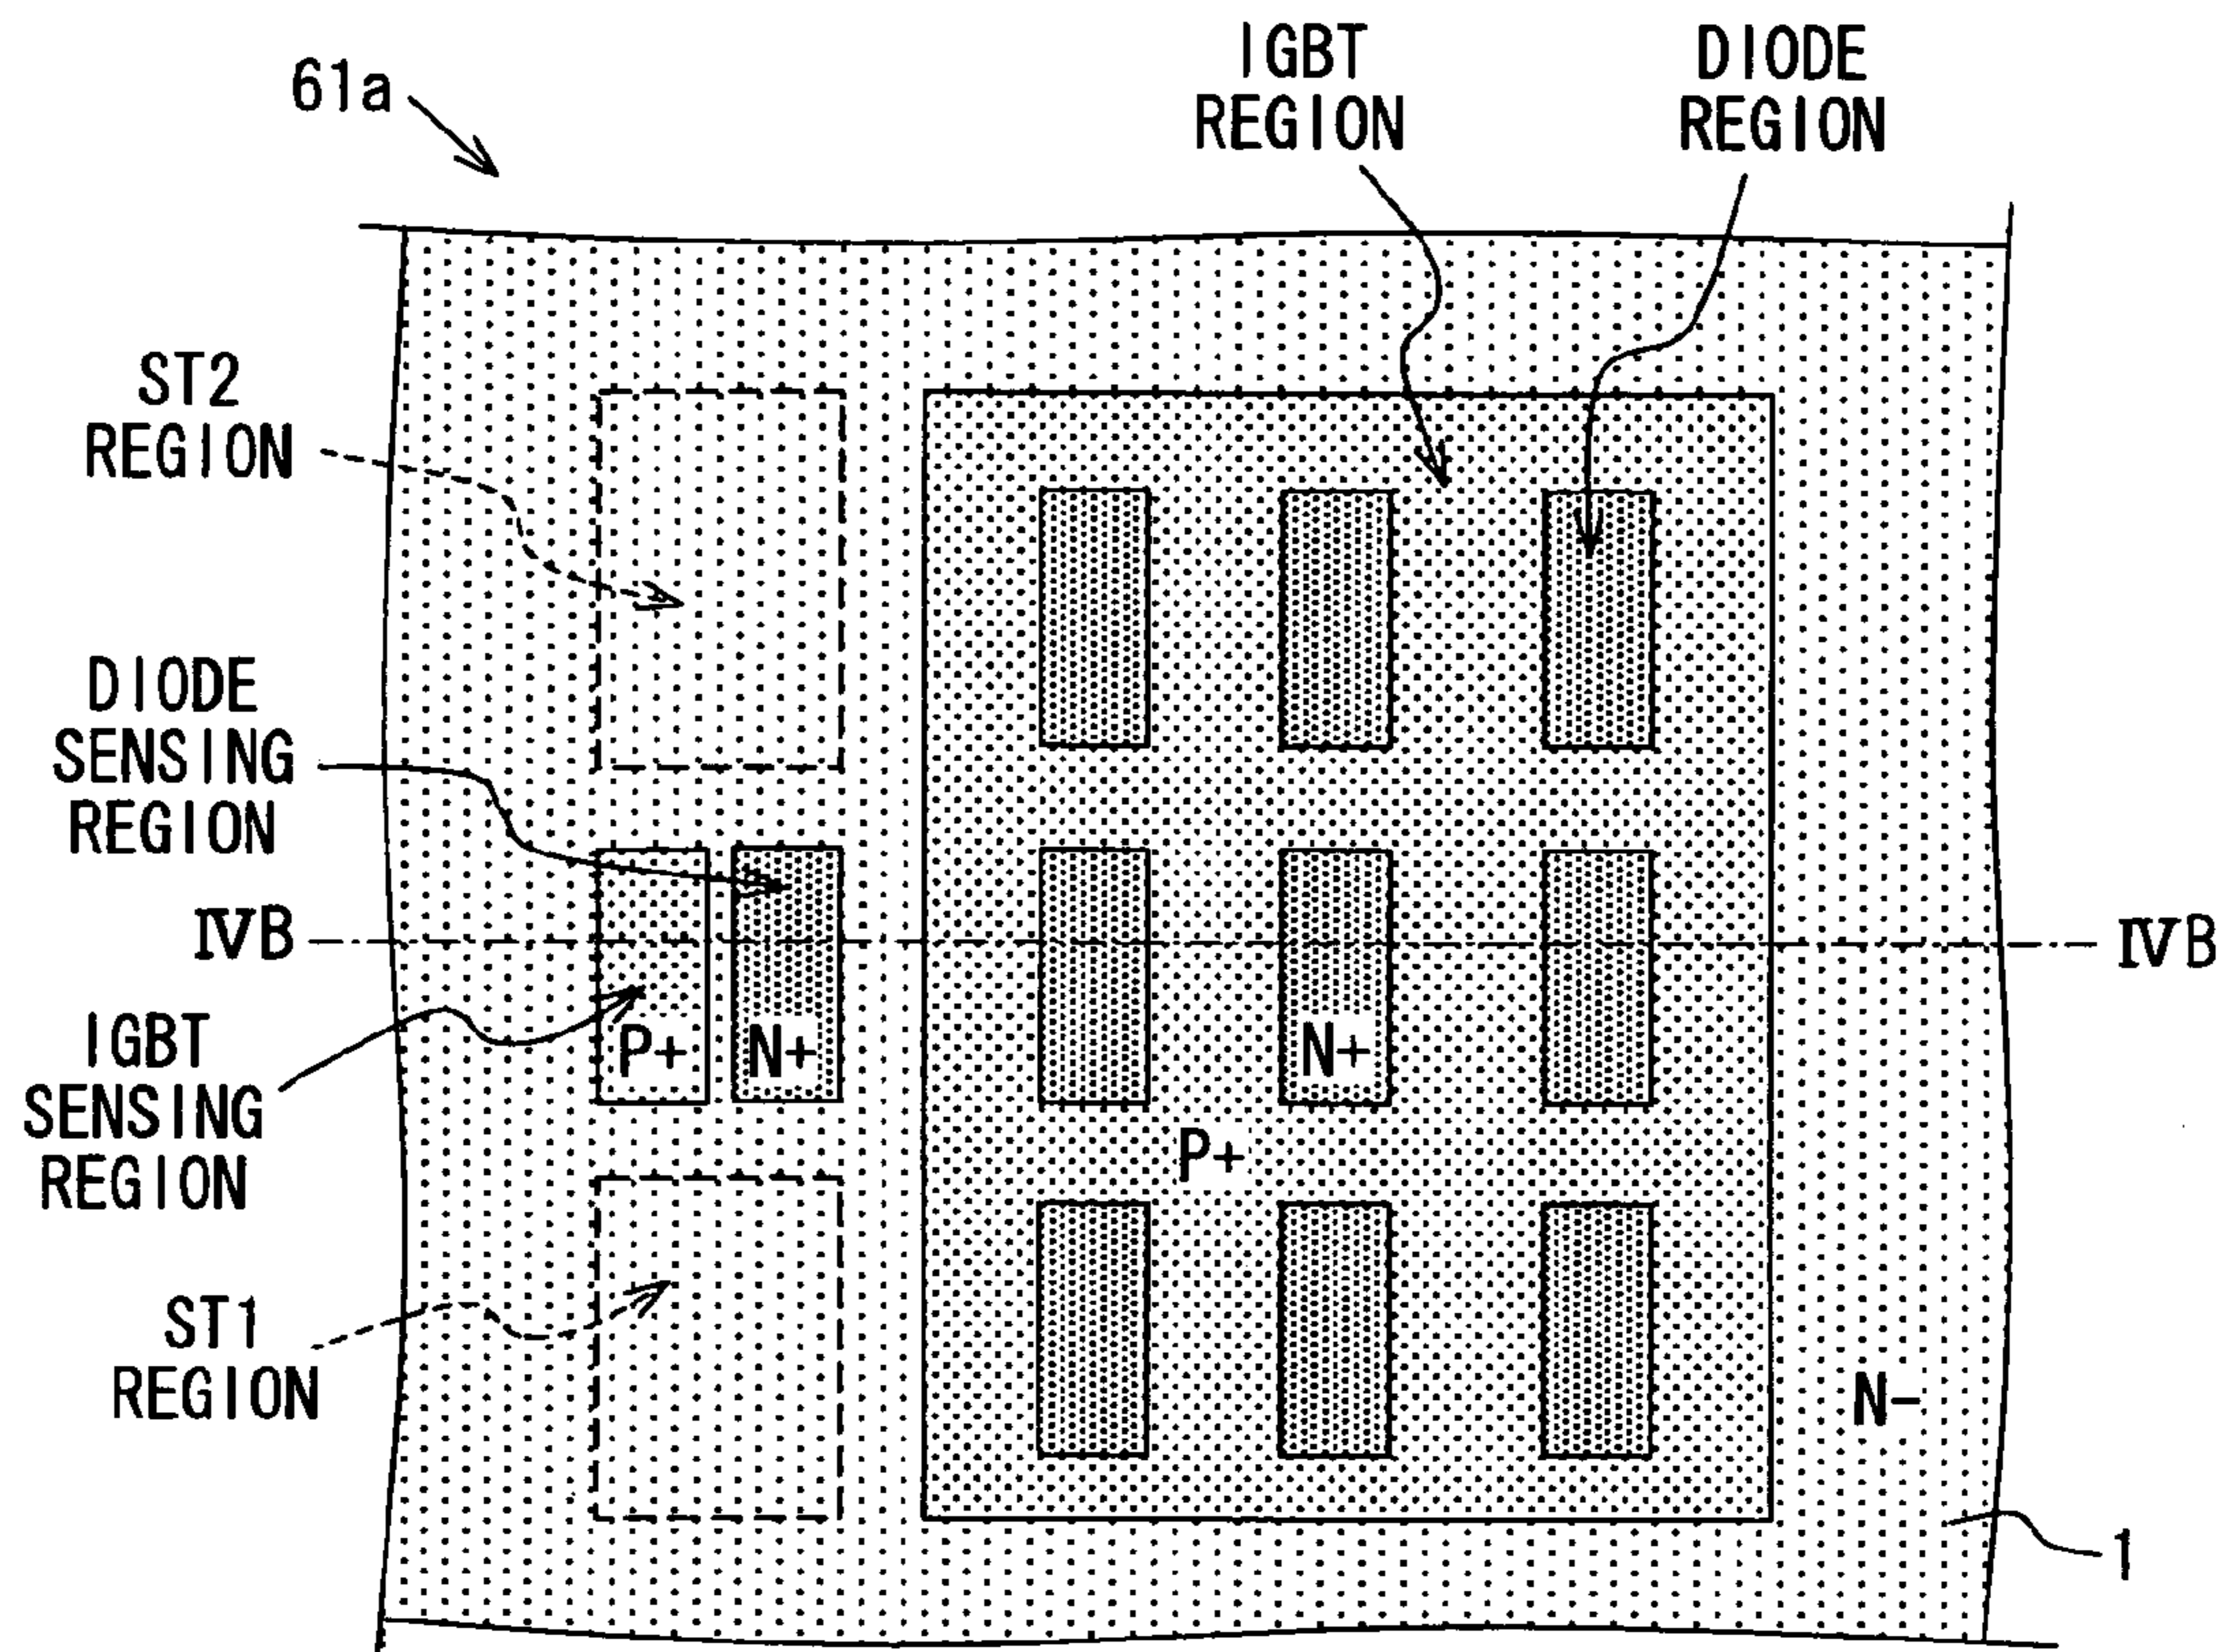 61a
IGBT
REGION
DIODE
REGION
ST2
REGION
DIODE
SENSING
REGION
ⅣB
ⅣB
IGBT
SENSING
REGION
P+
N+
N+
P+
ST1
REGION
N-
1